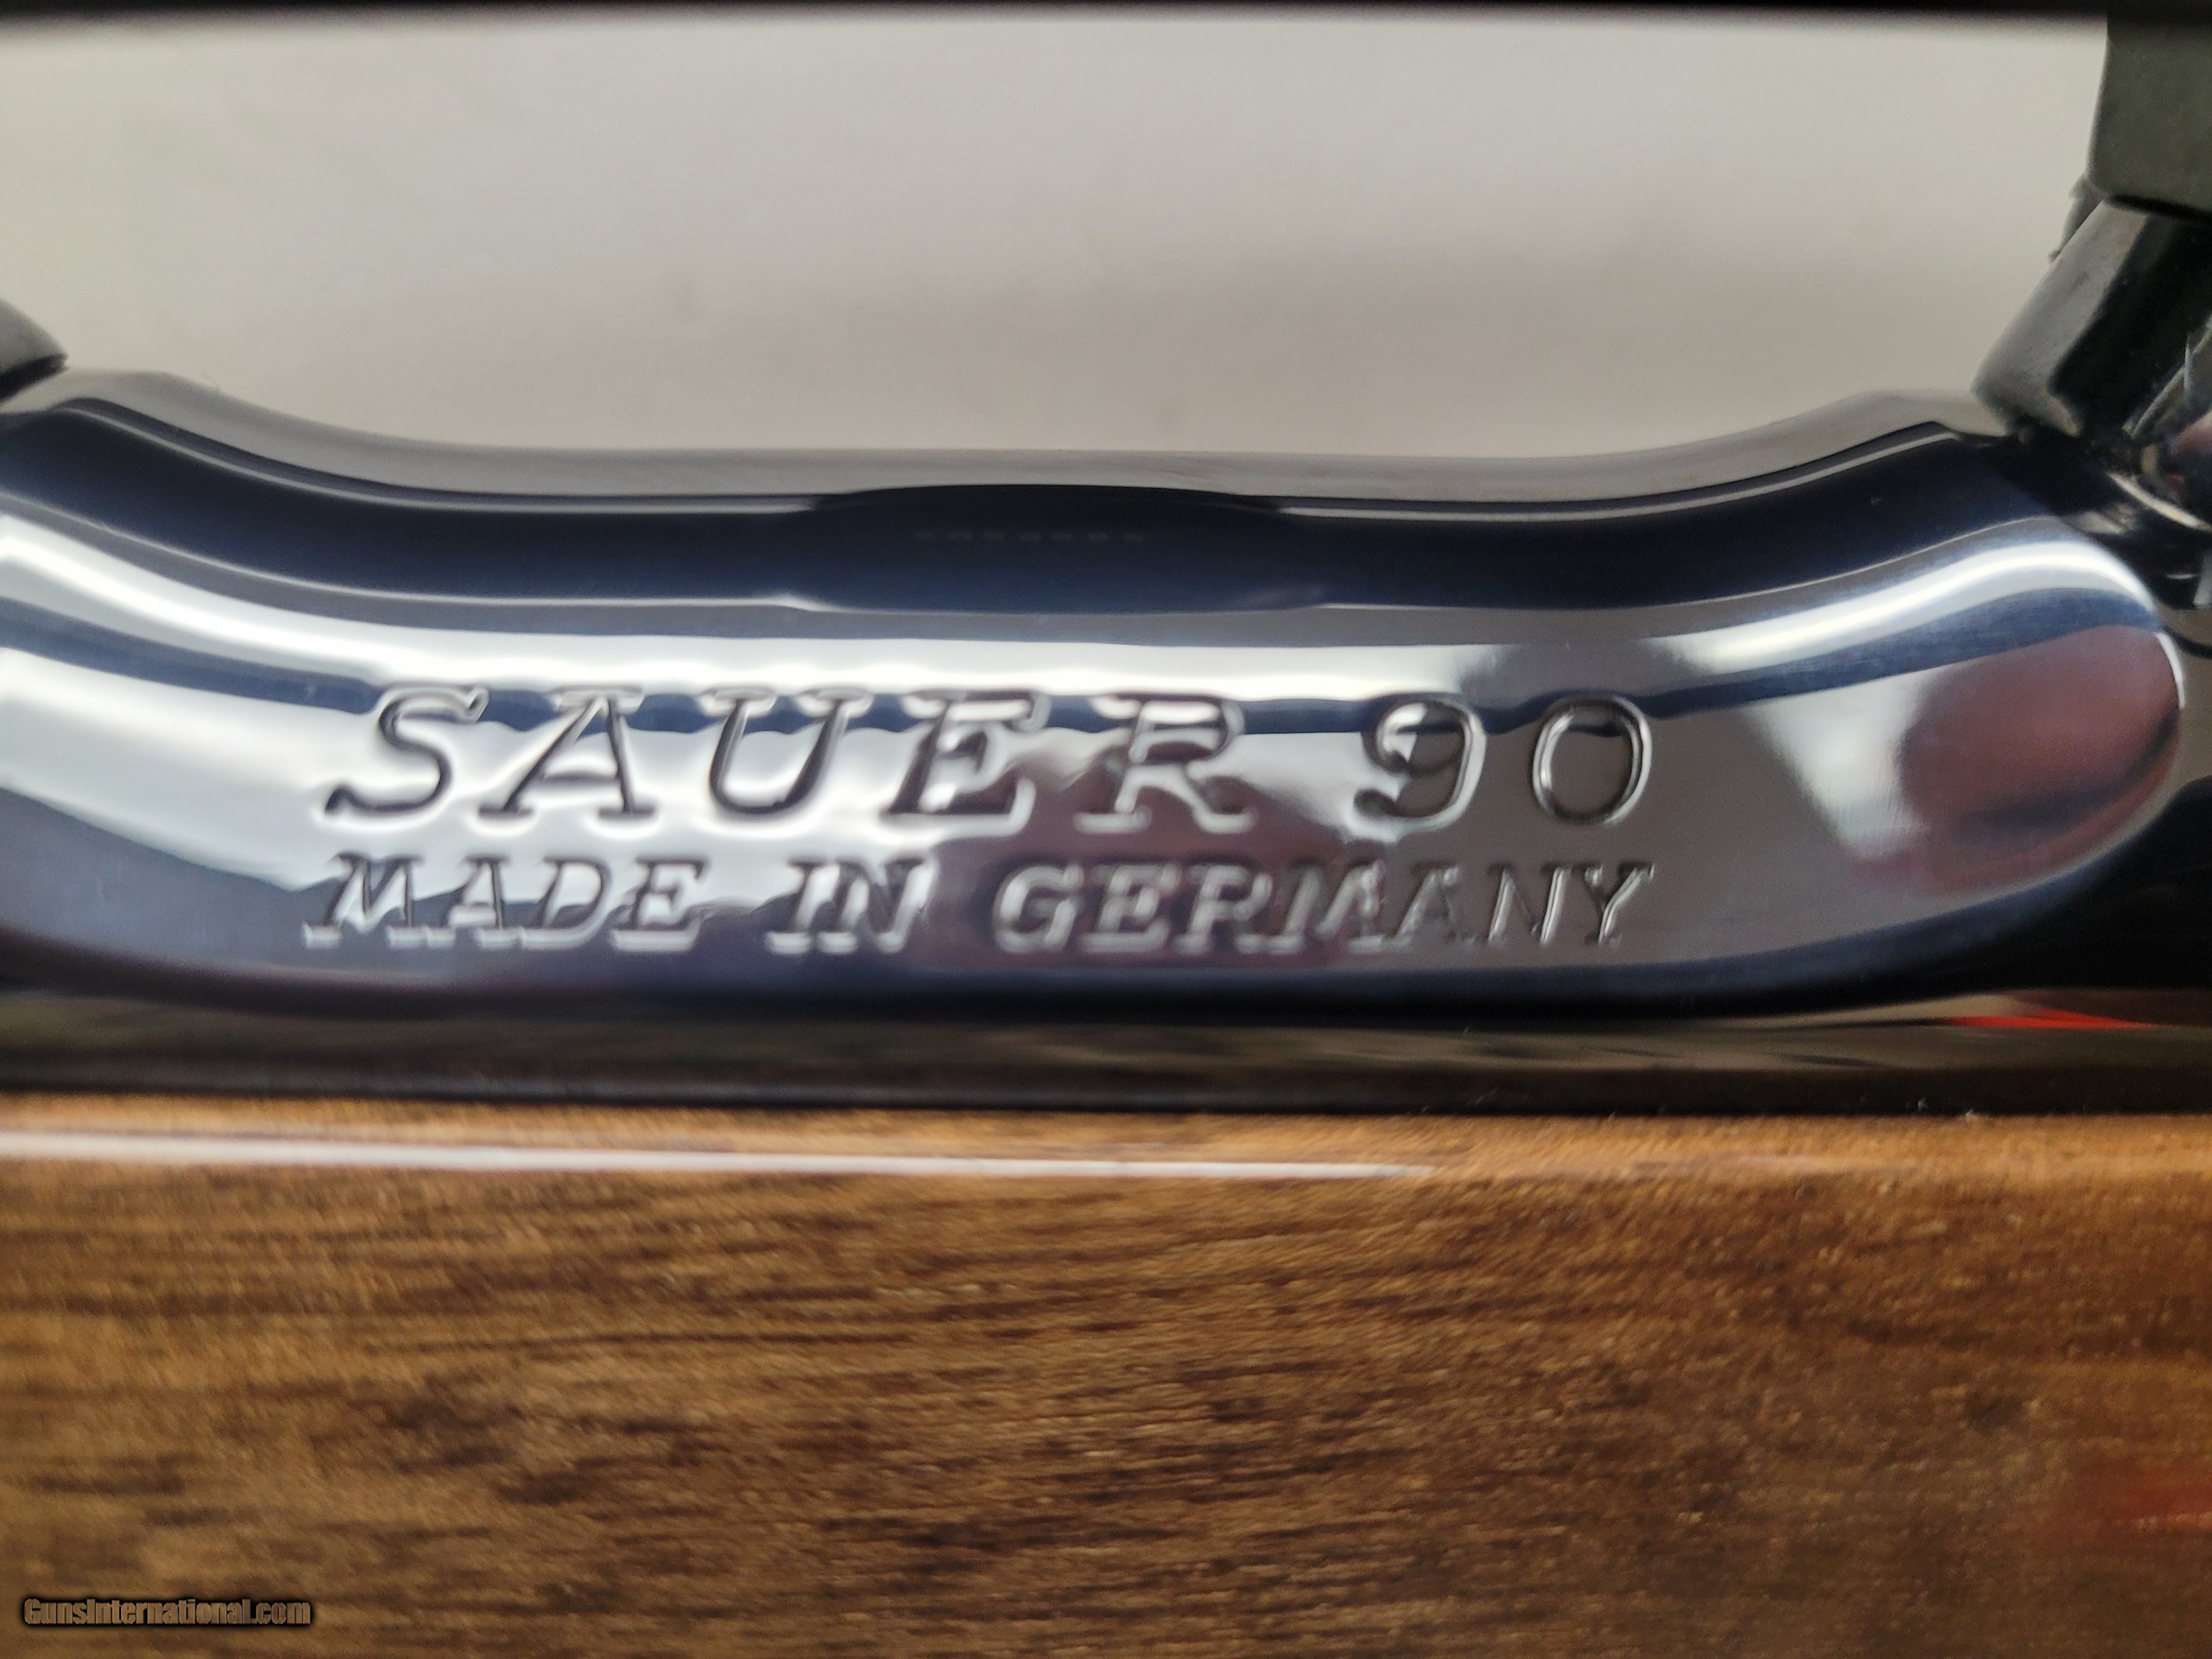 SAUER 90
MADE IN GERMANY
GunsInternational.com